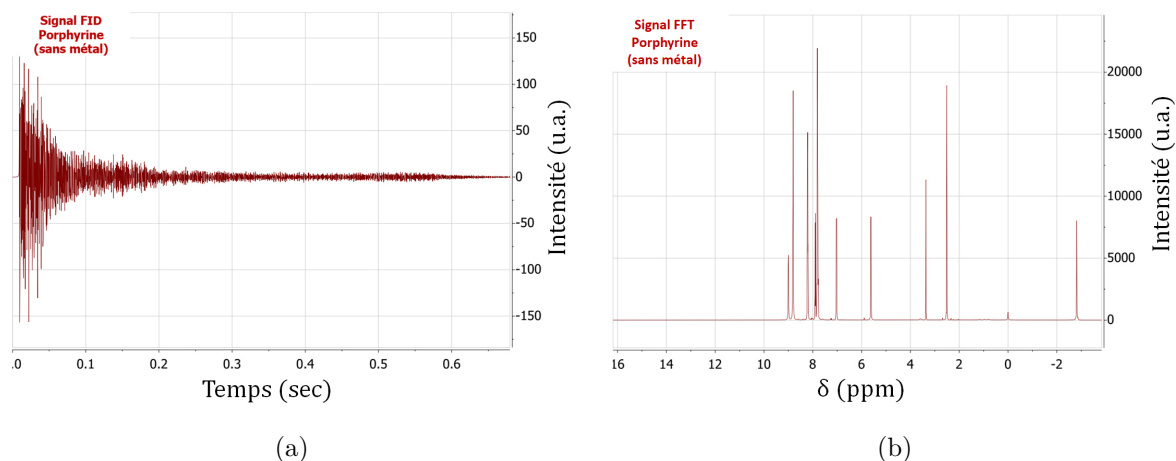 Signal FID
Porphyrine
(sans métal)
150
100
50
0
−50
−100
−150
Intensité (u.a.)
.0 0.1 0.2 0.3 0.4 0.5 0.6
Temps (sec)
(a)
Signal FFT
Porphyrine
(sans métal)
20000
15000
10000
5000
0
Intensité (u.a.)
16 14 12 10 8 6 4 2 0 -2
δ (ppm)
(b)